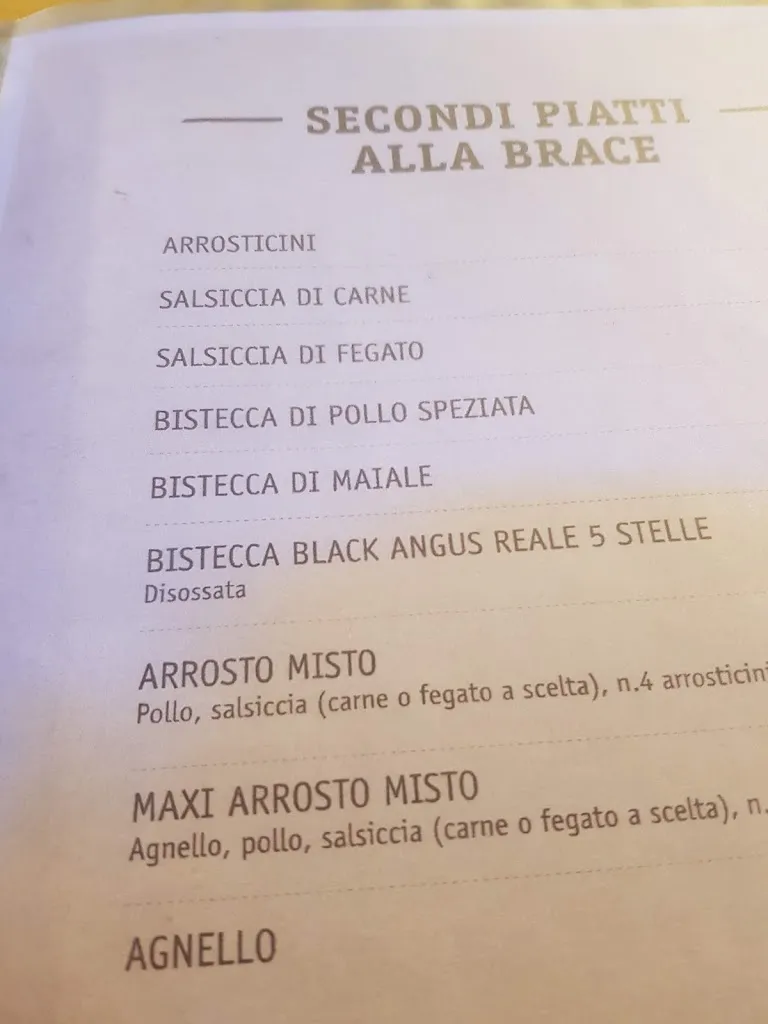 SECONDI PIATTI
ALLA BRACE
ARROSTICINI
SALSICCIA DI CARNE
SALSICCIA DI FEGATO
BISTECCA DI POLLO SPEZIATA
BISTECCA DI MAIALE
BISTECCA BLACK ANGUS REALE 5 STELLE
Disossata
ARROSTO MISTO
Pollo, salsiccia (carne o fegato a scelta), n.4 arrosticini
MAXI ARROSTO MISTO
Agnello, pollo, salsiccia (carne o fegato a scelta), n.
AGNELLO